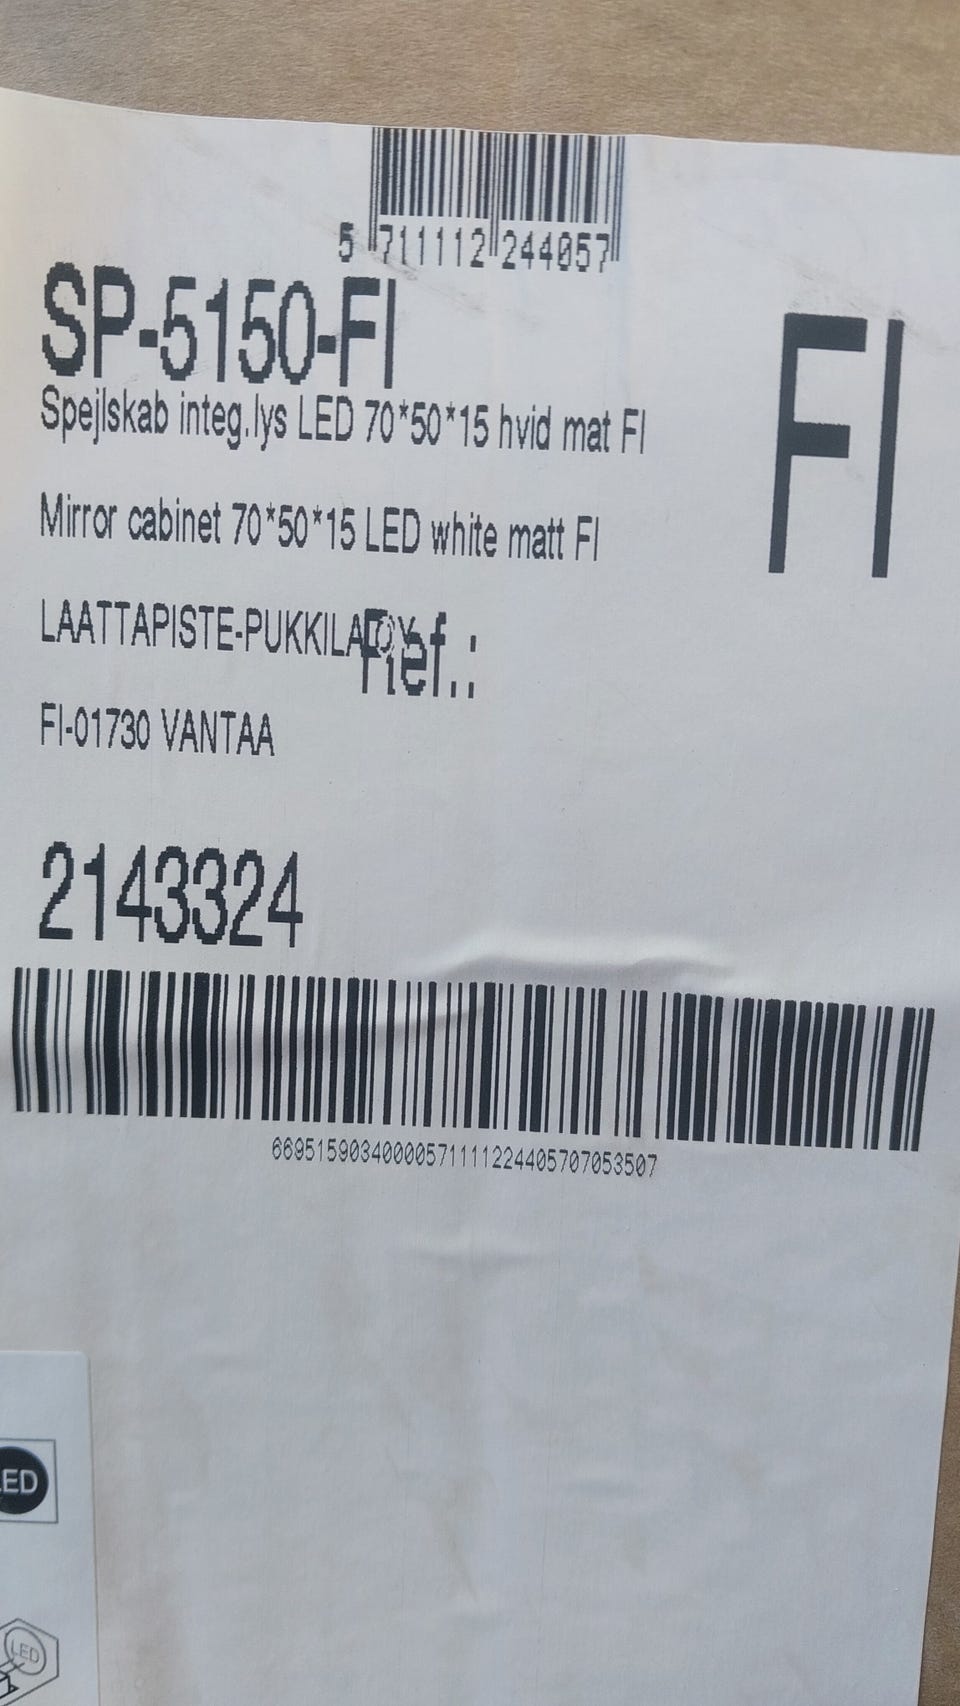 5 711112 244057
SP-5150-FI
FI
Spejlskab integ.lys LED 70*50*15 hvid mat FI
Mirror cabinet 70*50*15 LED white matt FI
LAATTAPISTE-PUKKILA OY
Ref.:
FI-01730 VANTAA
2143324
66951590340000571111224405707053507
LED
LED